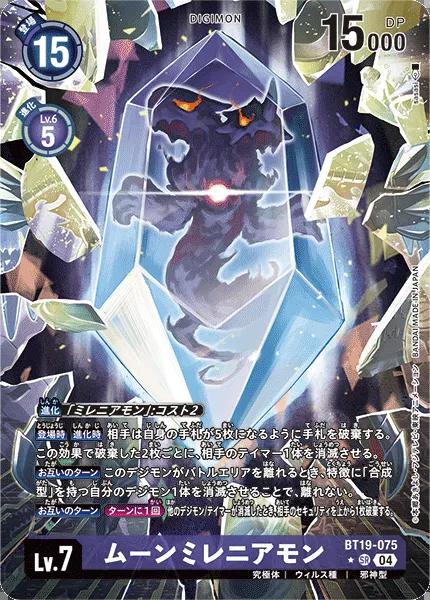 DIGIMON
登場
15
DP
15000
進化
Lv.6
5
BANDAI MADE IN JAPAN
進化 「ミレニアモン」:コスト2
登場時 進化時 相手は自身の手札が5枚になるように手札を破棄する。
この効果で破棄した2枚ごとに、相手のテイマー1体を消滅させる。
お互いのターン このデジモンがバトルエリアを離れるとき、特徴に「合成
型」を持つ自分のデジモン1体を消滅させることで、離れない。
お互いのターン ターンに1回 他のデジモン/テイマーが消滅したとき、相手のセキュリティを上から1枚破棄する。
Lv.7
ムーンミレニアモン
BT19-075
SR 04
究極体 | ウィルス種 | 邪神型